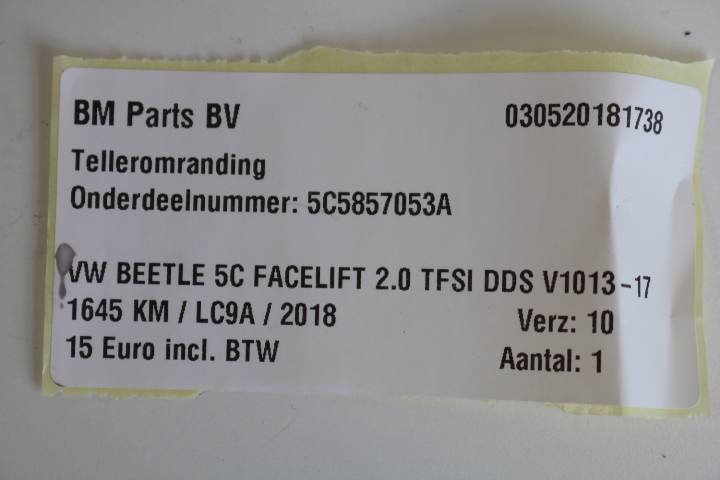 BM Parts BV 030520181738
Telleromranding
Onderdeelnummer: 5C5857053A
VW BEETLE 5C FACELIFT 2.0 TFSI DDS V1013-17
1645 KM / LC9A / 2018 Verz: 10
15 Euro incl. BTW Aantal: 1